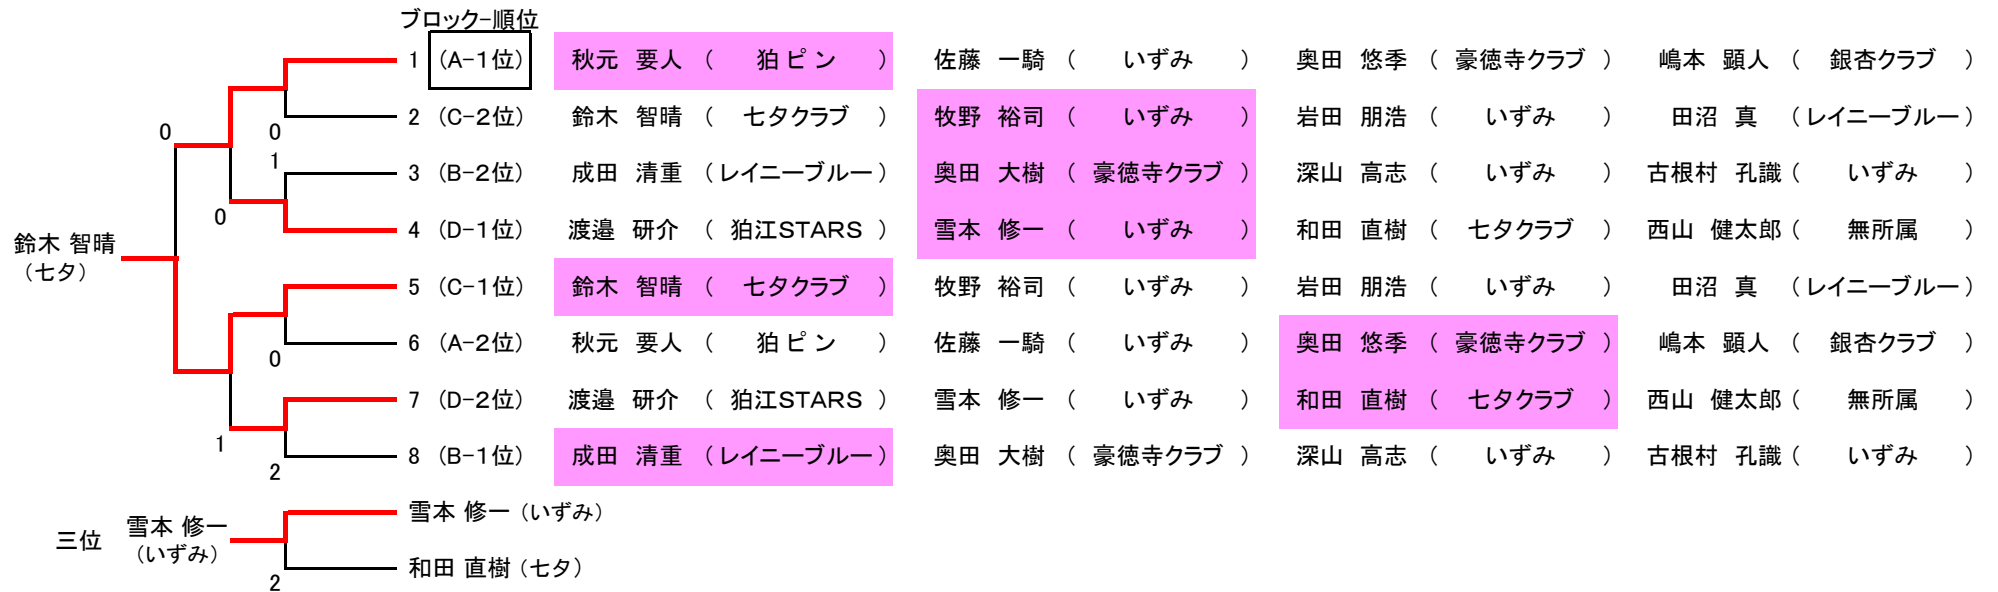 ブロック-順位
1 (A-1位) 秋元 要人 ( 狛ピン ) 佐藤 一騎 ( いずみ ) 奥田 悠季 ( 豪徳寺クラブ ) 嶋本 顕人 ( 銀杏クラブ )
0 0 2 (C-2位) 鈴木 智晴 ( 七夕クラブ ) 牧野 裕司 ( いずみ ) 岩田 朋浩 ( いずみ ) 田沼 真 (レイニーブルー)
1 3 (B-2位) 成田 清重 (レイニーブルー) 奥田 大樹 ( 豪徳寺クラブ ) 深山 高志 ( いずみ ) 古根村 孔識 ( いずみ )
0 4 (D-1位) 渡邉 研介 ( 狛江STARS ) 雪本 修一 ( いずみ ) 和田 直樹 ( 七夕クラブ ) 西山 健太郎 ( 無所属 )
鈴木 智晴
(七夕)
5 (C-1位) 鈴木 智晴 ( 七夕クラブ ) 牧野 裕司 ( いずみ ) 岩田 朋浩 ( いずみ ) 田沼 真 (レイニーブルー)
0 6 (A-2位) 秋元 要人 ( 狛ピン ) 佐藤 一騎 ( いずみ ) 奥田 悠季 ( 豪徳寺クラブ ) 嶋本 顕人 ( 銀杏クラブ )
7 (D-2位) 渡邉 研介 ( 狛江STARS ) 雪本 修一 ( いずみ ) 和田 直樹 ( 七夕クラブ ) 西山 健太郎 ( 無所属 )
1 2 8 (B-1位) 成田 清重 (レイニーブルー) 奥田 大樹 ( 豪徳寺クラブ ) 深山 高志 ( いずみ ) 古根村 孔識 ( いずみ )
雪本 修一 (いずみ)
三位 雪本 修一
(いずみ)
2 和田 直樹 (七夕)